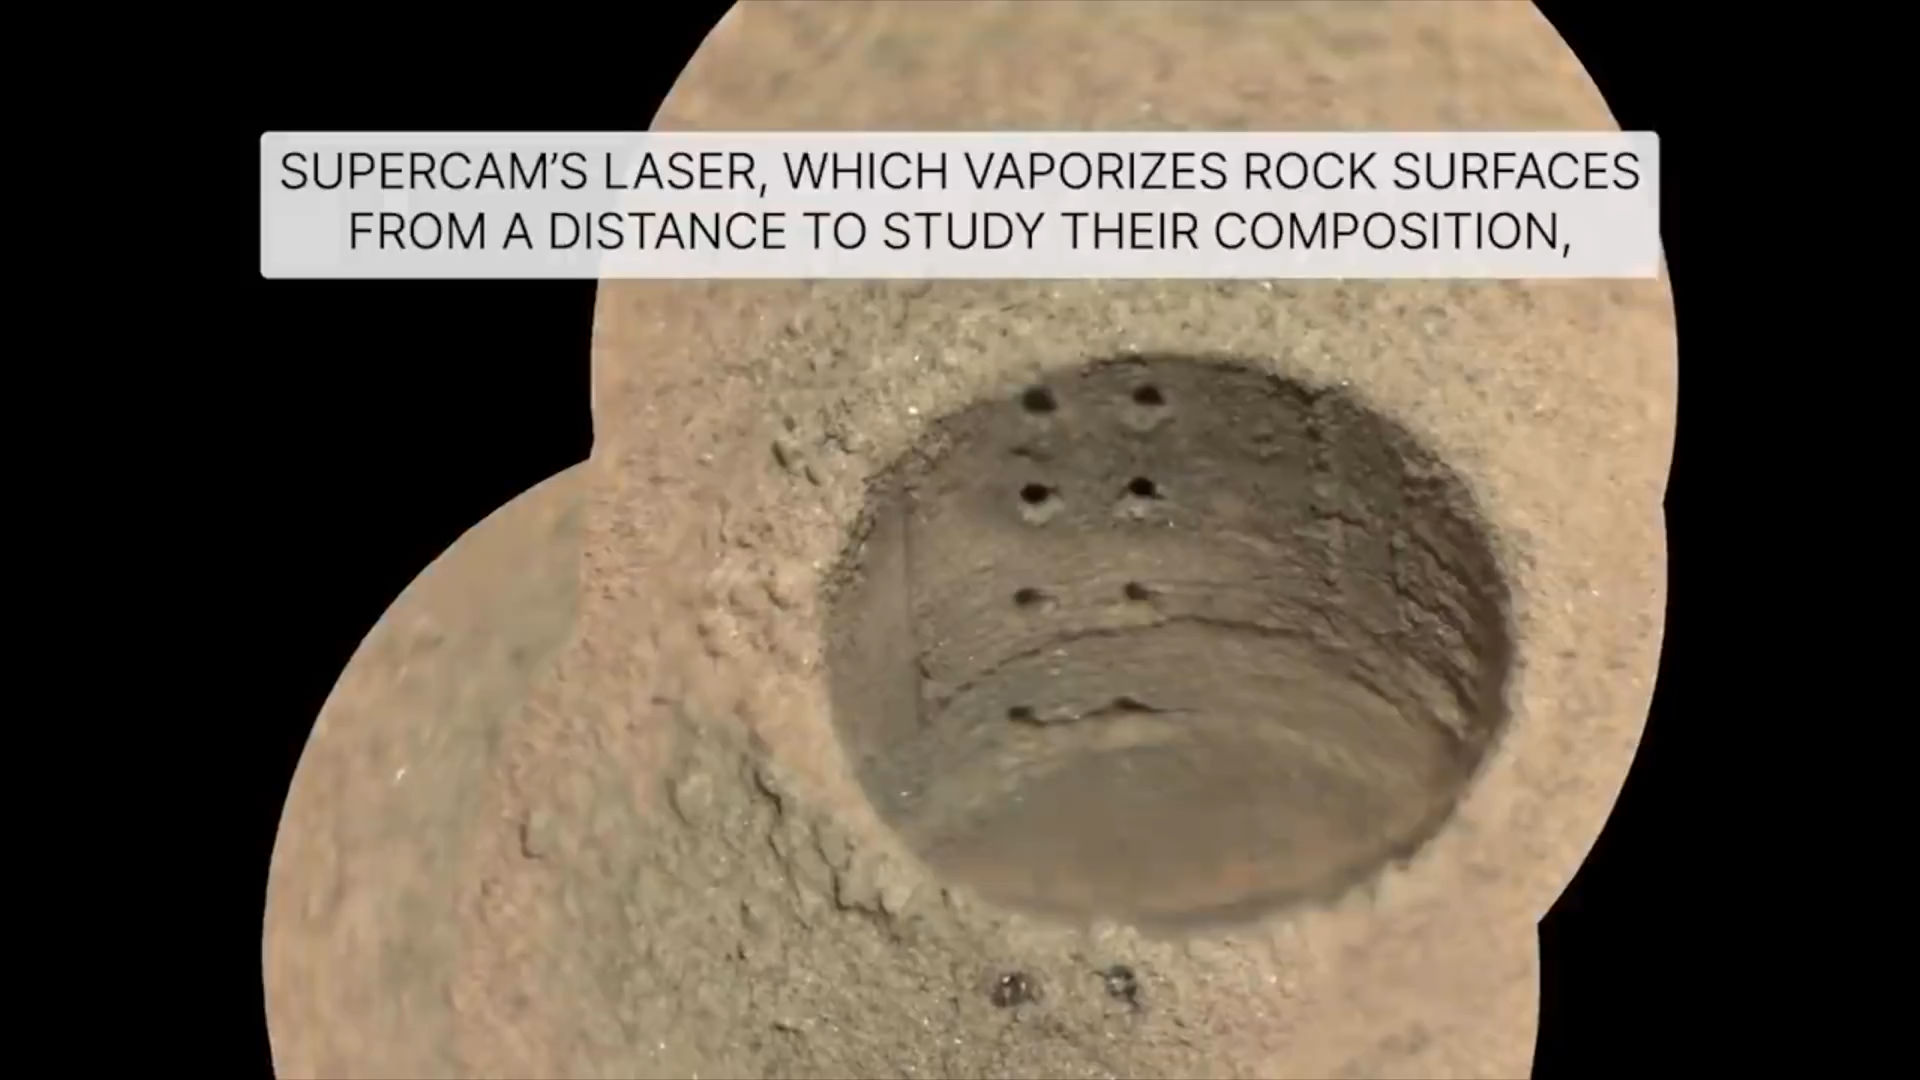 SUPERCAM’S LASER, WHICH VAPORIZES ROCK SURFACES
FROM A DISTANCE TO STUDY THEIR COMPOSITION,